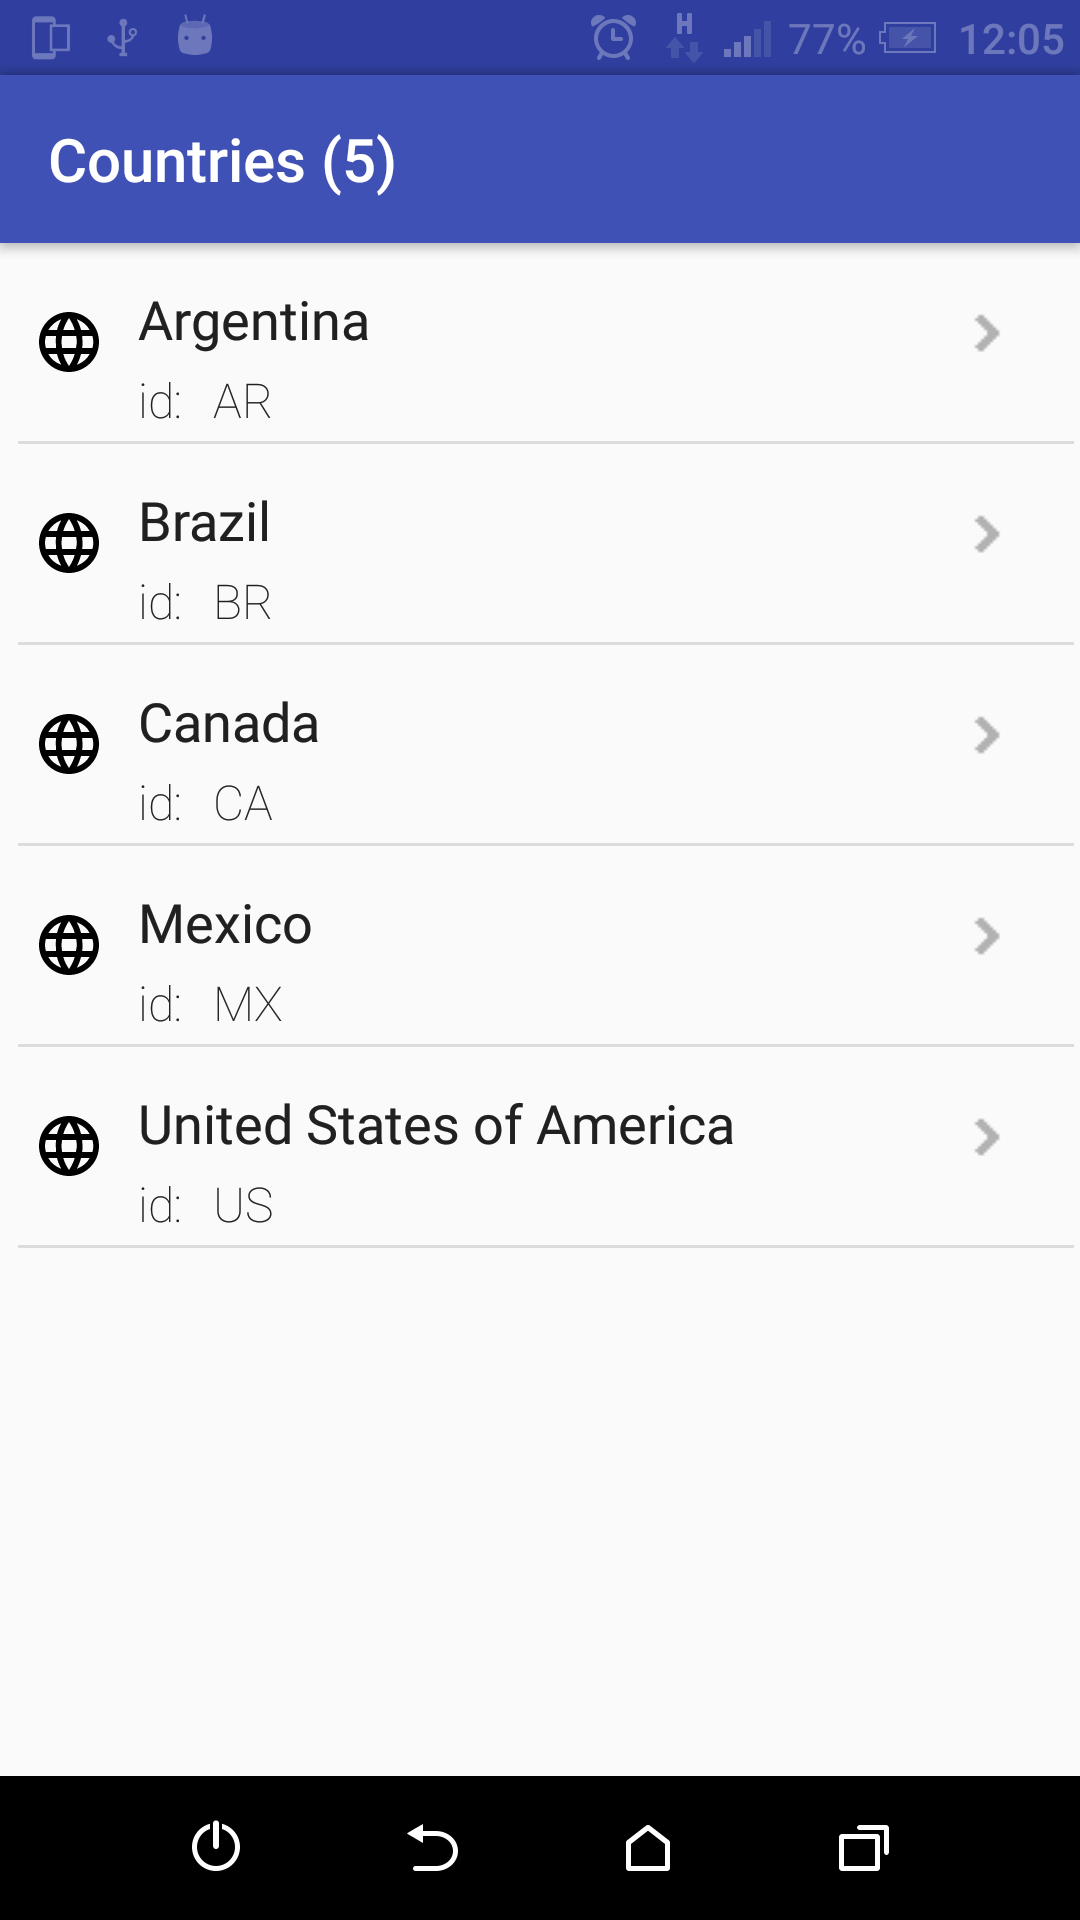 H 77% 12:05
Countries (5)
Argentina
id: AR
Brazil
id: BR
Canada
id: CA
Mexico
id: MX
United States of America
id: US